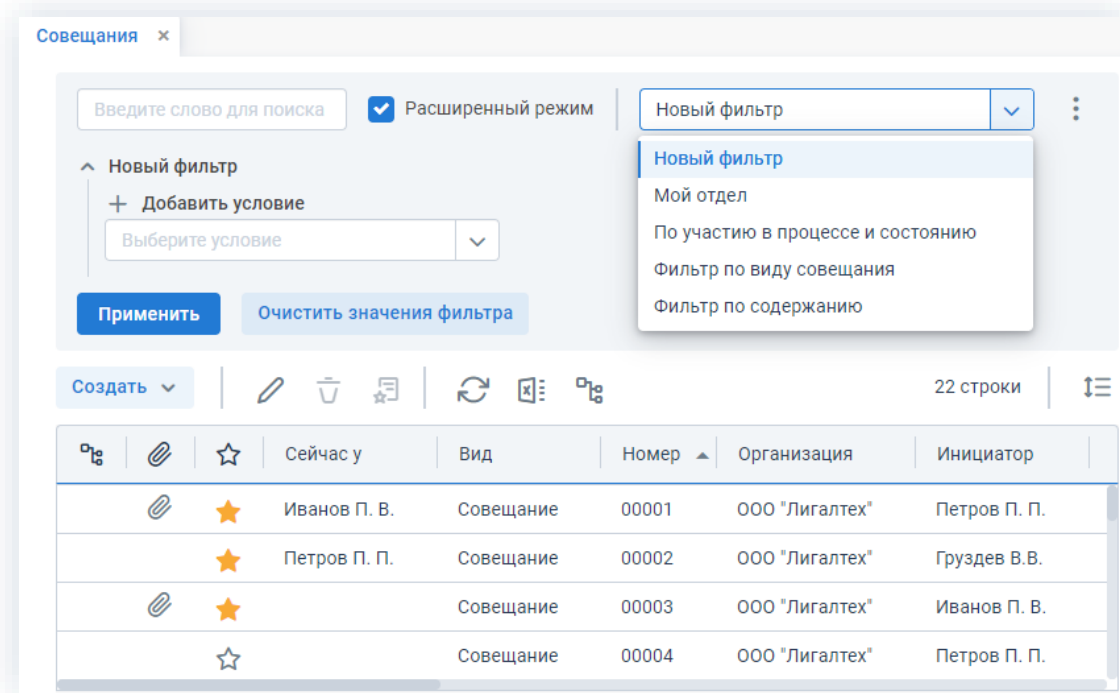 Совещания ×
Введите слово для поиска Расширенный режим Новый фильтр
Новый фильтр
Добавить условие
Выберите условие
Новый фильтр
Мой отдел
По участию в процессе и состоянию
Фильтр по виду совещания
Фильтр по содержанию
Применить Очистить значения фильтра
Создать 22 строки
Сейчас у Вид Номер Организация Инициатор
Иванов П. В. Совещание 00001 ООО "Лигалтех" Петров П. П.
Петров П. П. Совещание 00002 ООО "Лигалтех" Груздев В.В.
Совещание 00003 ООО "Лигалтех" Иванов П. В.
Совещание 00004 ООО "Лигалтех" Петров П. П.